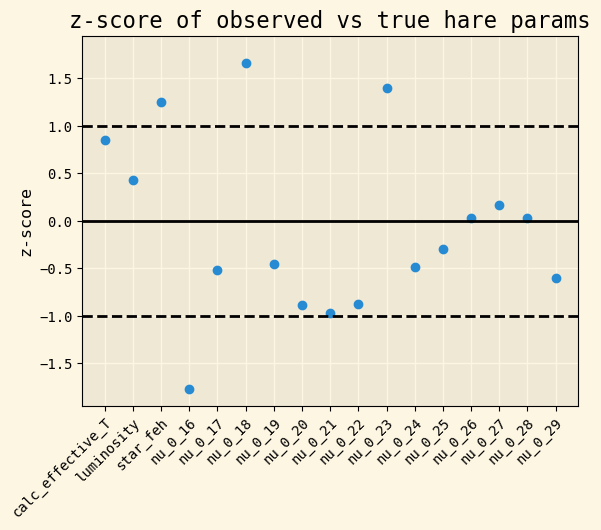 z-score of observed vs true hare params
z-score
1.5
1.0
0.5
0.0
−0.5
−1.0
−1.5
calc_effective_T
luminosity
star_feh
nu_0_16
nu_0_17
nu_0_18
nu_0_19
nu_0_20
nu_0_21
nu_0_22
nu_0_23
nu_0_24
nu_0_25
nu_0_26
nu_0_27
nu_0_28
nu_0_29